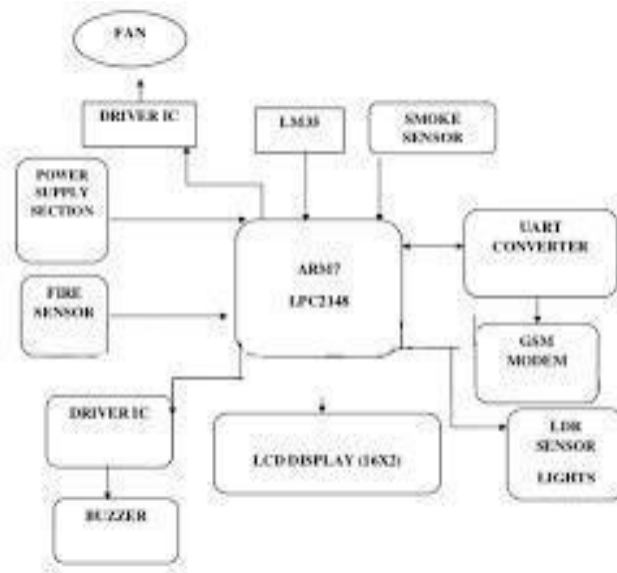 FAN
DRIVER IC
LM35
SMOKE
SENSOR
POWER
SUPPLY
SECTION
UART
CONVERTER
ARM7
LPC2148
FIRE
SENSOR
GSM
MODEM
DRIVER IC
LCD DISPLAY (16X2)
LDR
SENSOR
LIGHTS
BUZZER